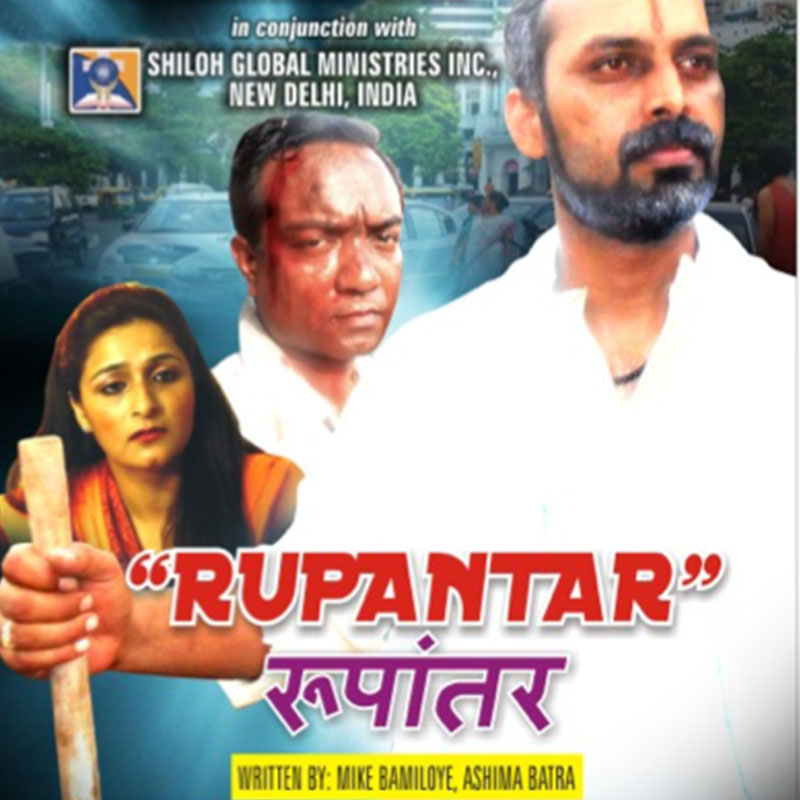 in conjunction with
SHILOH GLOBAL MINISTRIES INC.,
NEW DELHI, INDIA
“RUPANTAR”
रूपांतर
WRITTEN BY: MIKE BAMILOYE, ASHIMA BATRA